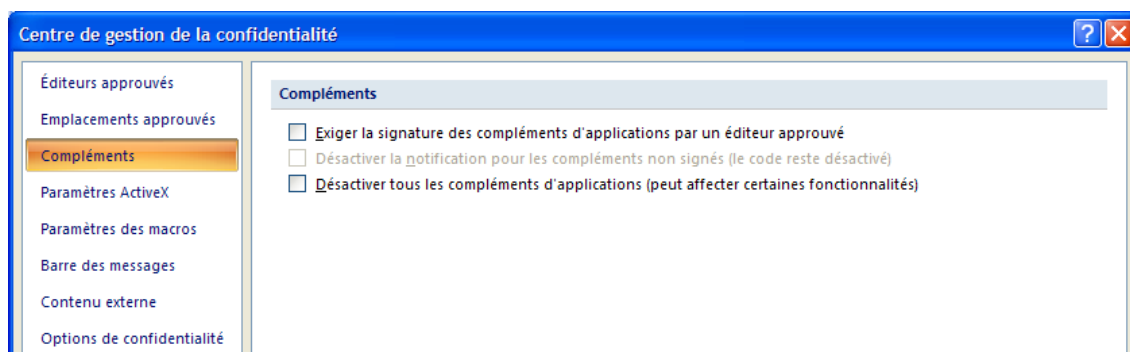 Centre de gestion de la confidentialité
Éditeurs approuvés
Emplacements approuvés
Compléments
Paramètres ActiveX
Paramètres des macros
Barre des messages
Contenu externe
Options de confidentialité
Compléments
Exiger la signature des compléments d'applications par un éditeur approuvé
Désactiver la notification pour les compléments non signés (le code reste désactivé)
Désactiver tous les compléments d'applications (peut affecter certaines fonctionnalités)